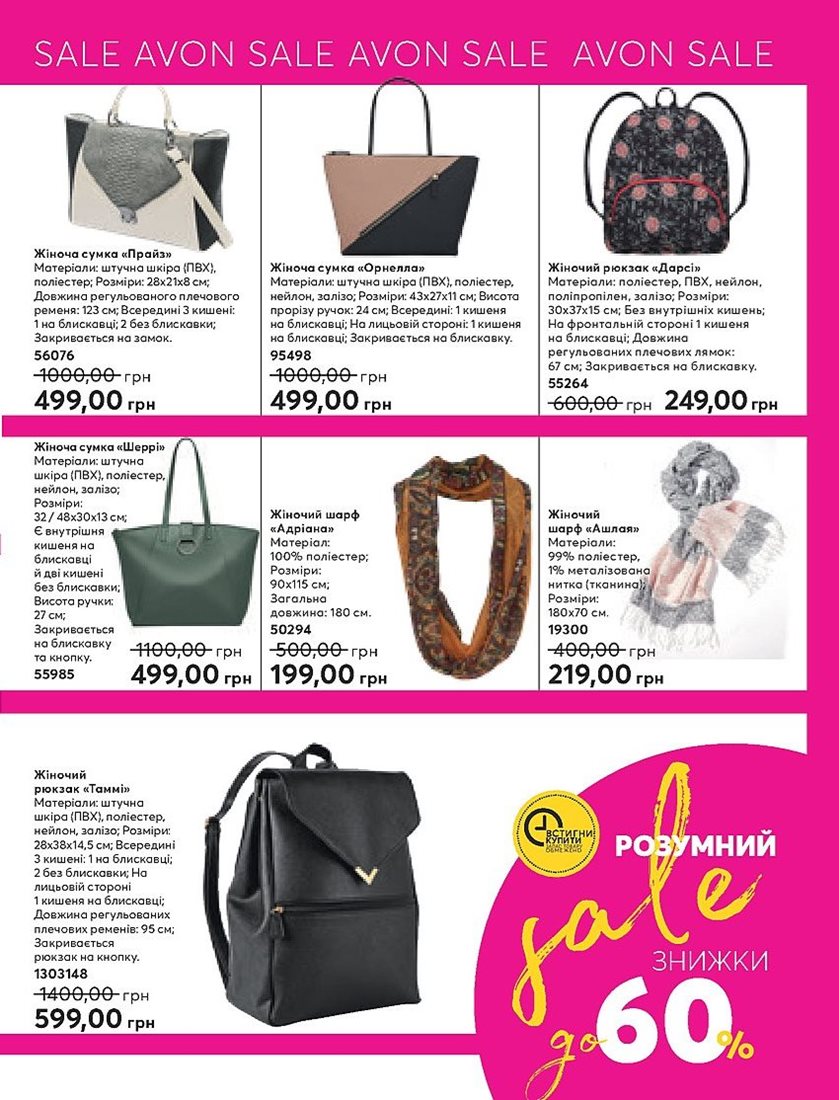 SALE AVON SALE AVON SALE AVON SALE
Жіноча сумка «Прайз»
Матеріали: штучна шкіра (ПВХ),
поліестер; Розміри: 28х21х8 см;
Довжина регульованого плечового
ременя: 123 см; Всередині 3 кишені:
1 на блискавці; 2 без блискавки;
Закривається на замок.
56076
1000,00 грн
499,00 грн
Жіноча сумка «Орнелла»
Матеріали: штучна шкіра (ПВХ), поліестер,
нейлон, залізо; Розміри: 43х27х11 см; Висота
прорізу ручок: 24 см; Всередині: 1 кишеня
на блискавці; На лицьовій стороні: 1 кишеня
на блискавці; Закривається на блискавку.
95498
1000,00 грн
499,00 грн
Жіночий рюкзак «Дарсі»
Матеріали: поліестер, ПВХ, нейлон,
поліпропілен, залізо; Розміри:
30х37х15 см; Без внутрішніх кишень;
На фронтальній стороні 1 кишеня
на блискавці; Довжина
регульованих плечових лямок:
67 см; Закривається на блискавку.
55264
600,00 грн 249,00 грн
Жіноча сумка «Шеррі»
Матеріали: штучна
шкіра (ПВХ), поліестер,
нейлон, залізо;
Розміри:
32 / 48х30х13 см;
Є внутрішня
кишеня на
блискавці
й дві кишені
без блискавки;
Висота ручки:
27 см;
Закривається
на блискавку
та кнопку.
55985
1100,00 грн
499,00 грн
Жіночий шарф
«Адріана»
Матеріал:
100% поліестер;
Розміри:
90х115 см;
Загальна
довжина: 180 см.
50294
500,00 грн
199,00 грн
Жіночий
шарф «Ашлая»
Матеріали:
99% поліестер,
1% металізована
нитка (тканина);
Розміри:
180х70 см.
19300
400,00 грн
219,00 грн
Жіночий
рюкзак «Таммі»
Матеріали: штучна
шкіра (ПВХ), поліестер,
нейлон, залізо; Розміри:
28х38х14,5 см; Всередині
3 кишені: 1 на блискавці;
2 без блискавки; На
лицьовій стороні
1 кишеня на блискавці;
Довжина регульованих
плечових ременів: 95 см;
Закривається
рюкзак на кнопку.
1303148
1400,00 грн
599,00 грн
ВСТИГНИ
КУПИТИ
ОБМЕЖЕНО
РОЗУМНИЙ
sale
ЗНИЖКИ
до 60%